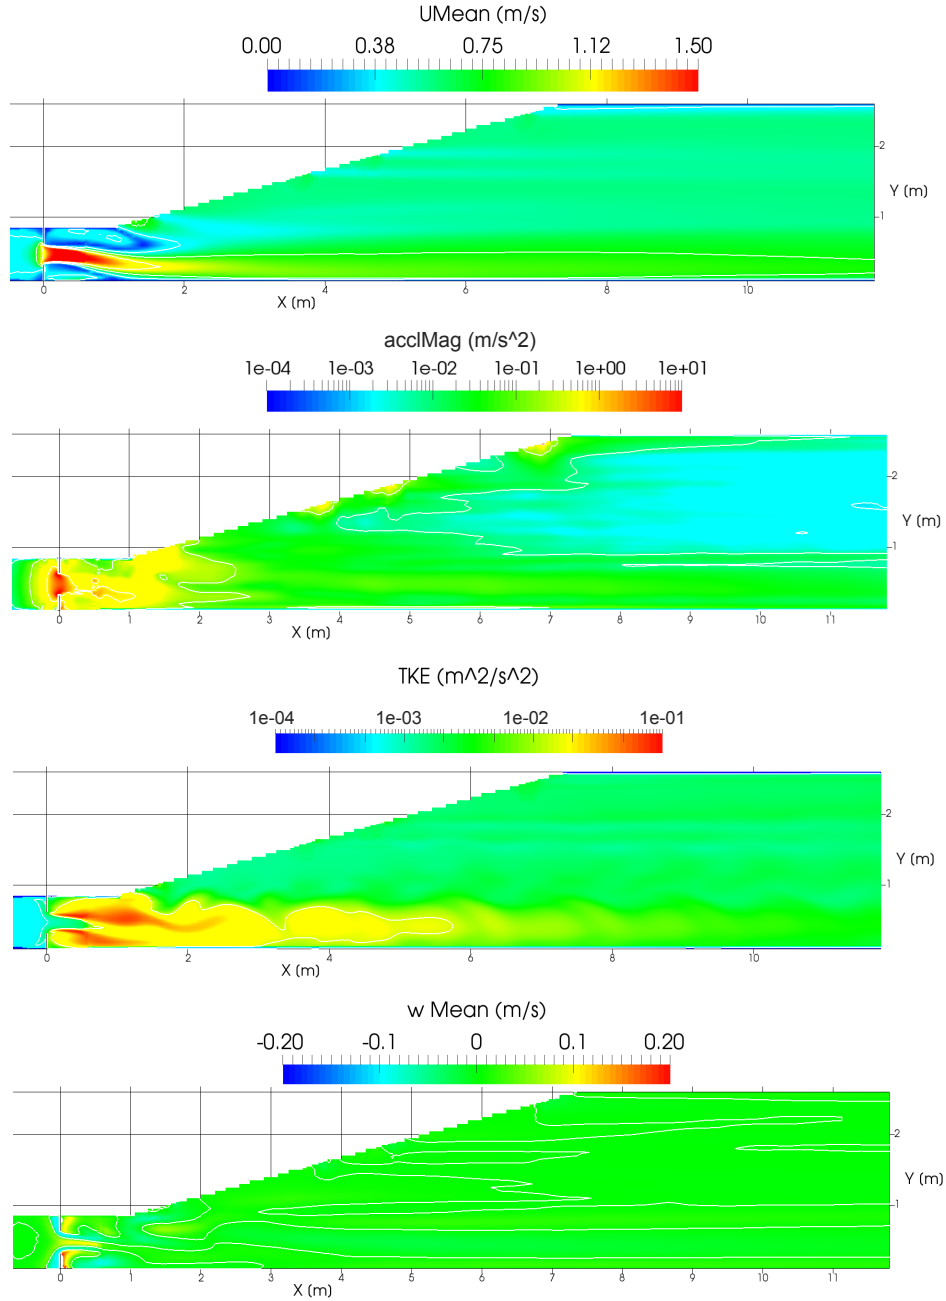 UMean (m/s)
0.00 0.38 0.75 1.12 1.50
2
Y (m)
1
0 2 4 6 8 10
X (m)
acclMag (m/s^2)
1e-04 1e-03 1e-02 1e-01 1e+00 1e+01
2
Y (m)
1
0 1 2 3 4 5 6 7 8 9 10 11
X (m)
TKE (m^2/s^2)
1e-04 1e-03 1e-02 1e-01
2
Y (m)
1
0 2 4 6 8 10
X (m)
w Mean (m/s)
-0.20 -0.1 0 0.1 0.20
2
Y (m)
1
0 1 2 3 4 5 6 7 8 9 10 11
X (m)